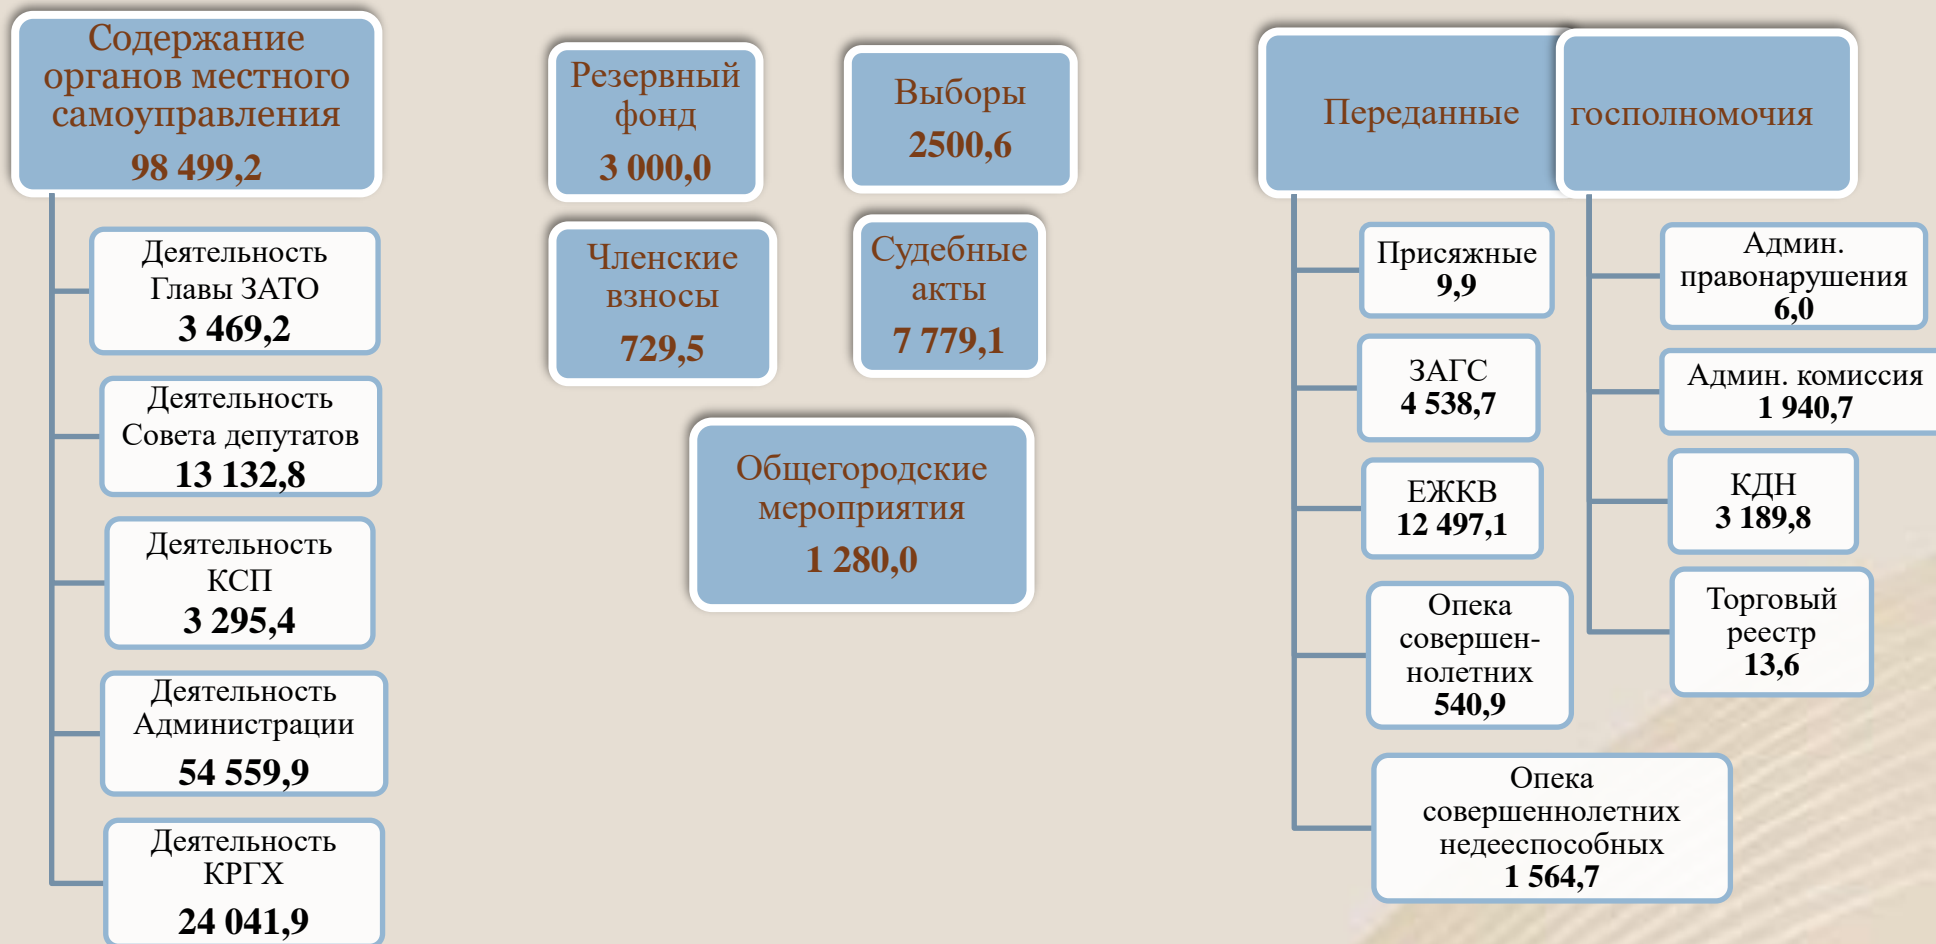 Содержание
органов местного
самоуправления
98 499,2
Деятельность
Главы ЗАТО
3 469,2
Деятельность
Совета депутатов
13 132,8
Деятельность
КСП
3 295,4
Деятельность
Администрации
54 559,9
Деятельность
КРГХ
24 041,9
Резервный
фонд
3 000,0
Выборы
2500,6
Членские
взносы
729,5
Судебные
акты
7 779,1
Общегородские
мероприятия
1 280,0
Переданные госполномочия
Присяжные
9,9
ЗАГС
4 538,7
ЕЖКВ
12 497,1
Опека
совершен-
нолетних
540,9
Опека
совершеннолетних
недееспособных
1 564,7
Админ.
правонарушения
6,0
Админ. комиссия
1 940,7
КДН
3 189,8
Торговый
реестр
13,6